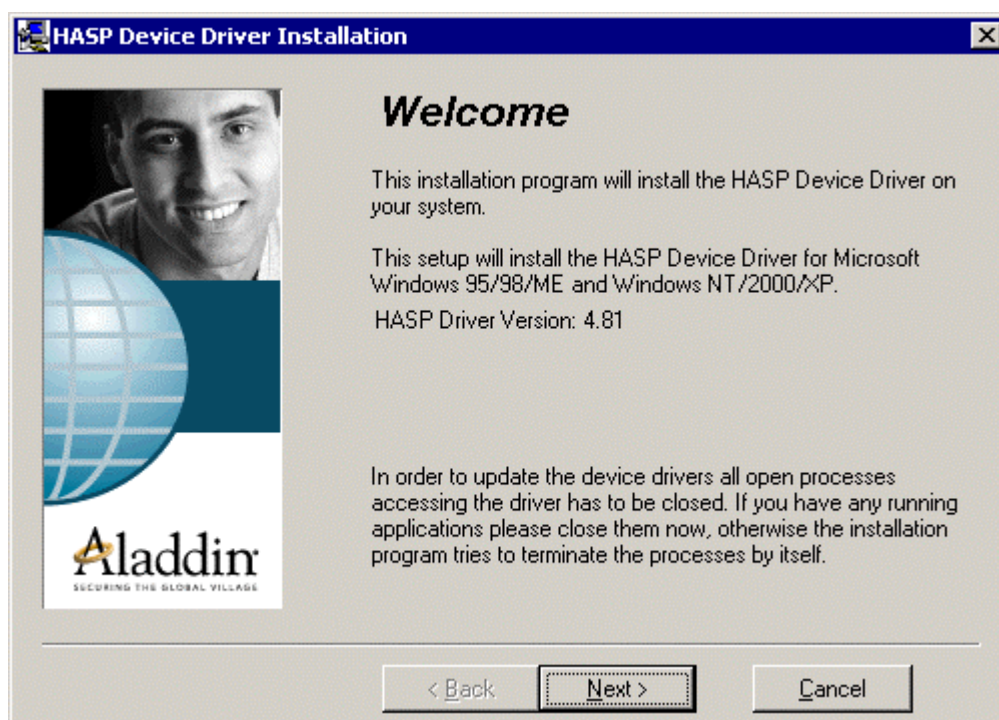 HASP Device Driver Installation
Welcome
This installation program will install the HASP Device Driver on
your system.
This setup will install the HASP Device Driver for Microsoft
Windows 95/98/ME and Windows NT/2000/XP.
HASP Driver Version: 4.81
In order to update the device drivers all open processes
accessing the driver has to be closed. If you have any running
applications please close them now, otherwise the installation
program tries to terminate the processes by itself.
Aladdin
SECURING THE GLOBAL VILLAGE
< Back
Next >
Cancel